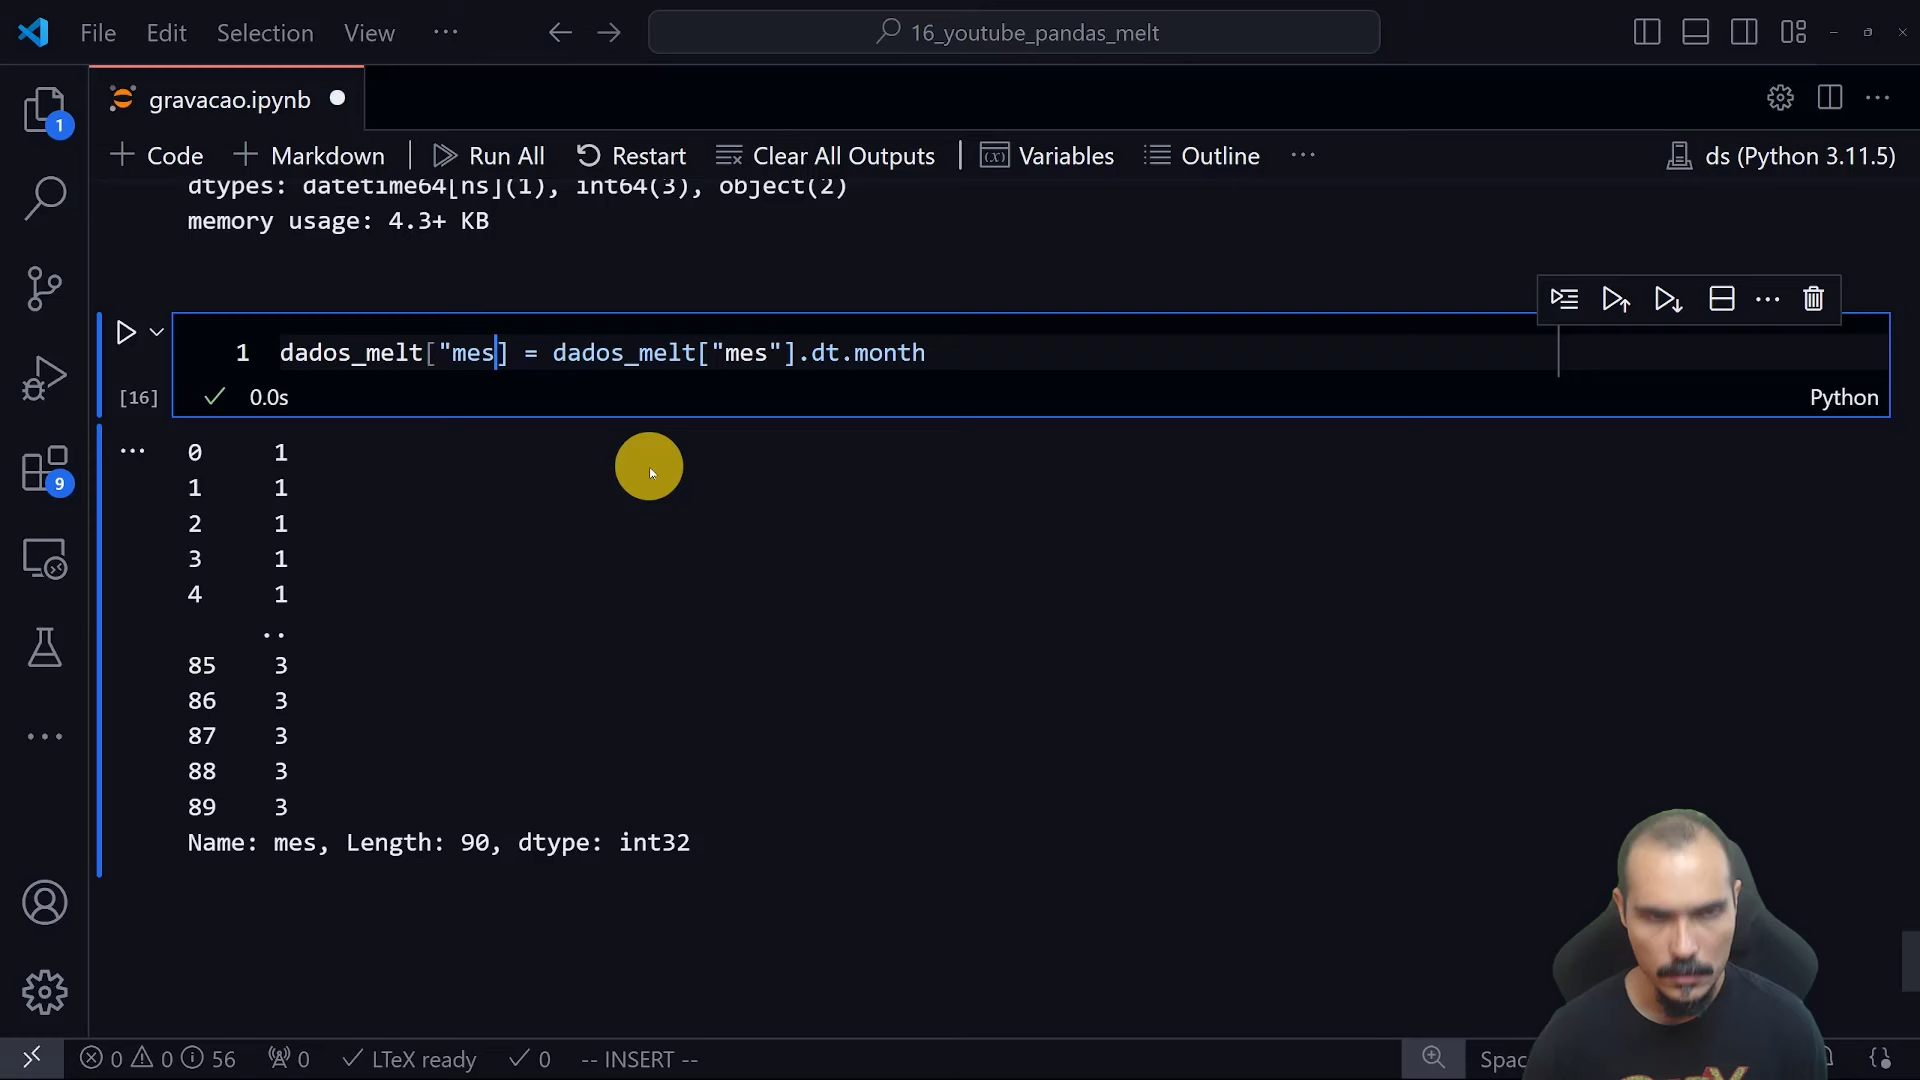 File Edit Selection View ··· 16_youtube_pandas_melt
gravacao.ipynb
Code Markdown Run All Restart Clear All Outputs Variables Outline ··· ds (Python 3.11.5)
dtypes: datetime64[ns](1), int64(3), object(2)
memory usage: 4.3+ KB
1 dados_melt["mes] = dados_melt["mes"].dt.month
[16] 0.0s Python
0 1
1 1
2 1
3 1
4 1
..
85 3
86 3
87 3
88 3
89 3
Name: mes, Length: 90, dtype: int32
1
9
0 0 56 0 LTeX ready 0 -- INSERT -- Spac